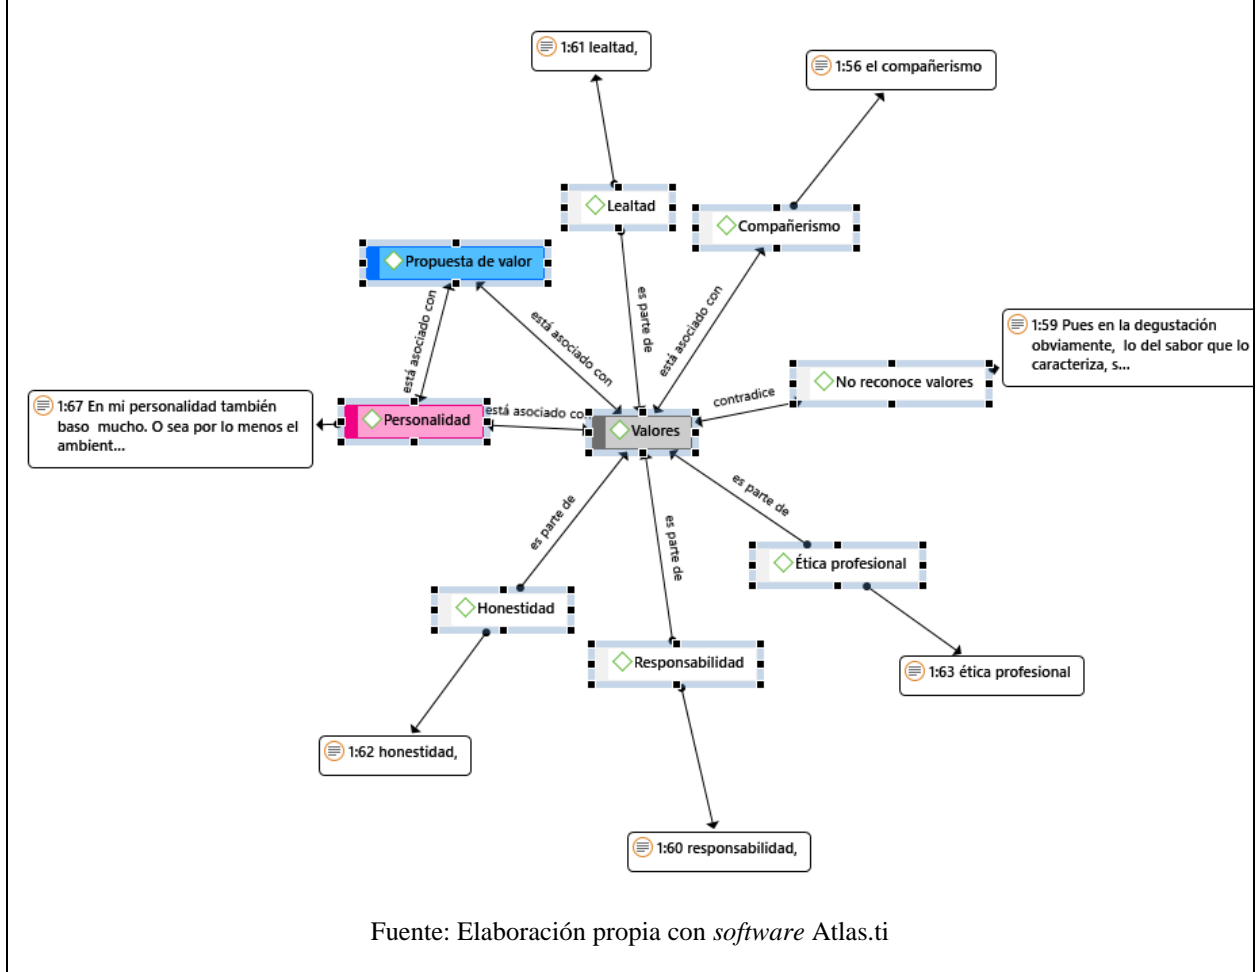 1:61 lealtad,
1:56 el compañerismo
Lealtad
Compañerismo
Propuesta de valor
es parte de
está asociado con
está asociado con
está asociado con
1:59 Pues en la degustación
obviamente, lo del sabor que lo
caracteriza, s...
No reconoce valores
contradice
1:67 En mi personalidad también
baso mucho. O sea por lo menos el
ambient...
Personalidad
está asociado co...
Valores
es parte de
es parte de
es parte de
Ética profesional
Honestidad
Responsabilidad
1:63 ética profesional
1:62 honestidad,
1:60 responsabilidad,
Fuente: Elaboración propia con software Atlas.ti